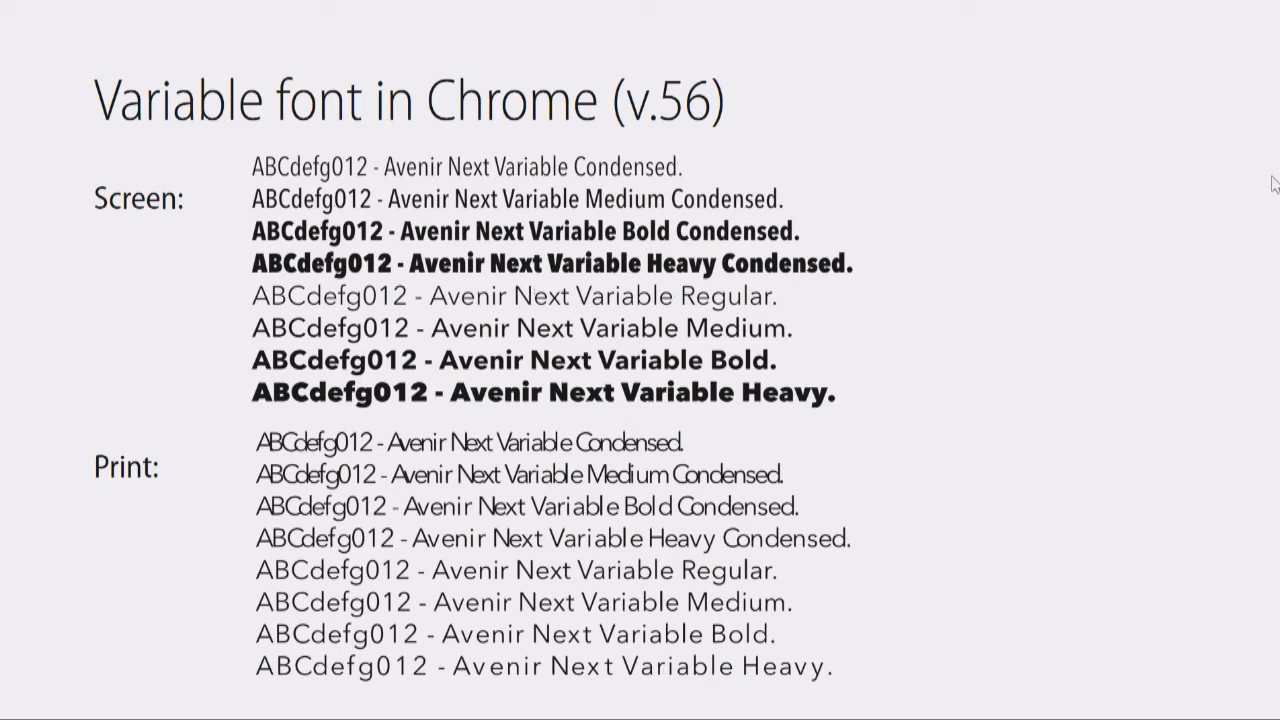 Variable font in Chrome (v.56)
Screen:
ABCdefg012 - Avenir Next Variable Condensed.
ABCdefg012 - Avenir Next Variable Medium Condensed.
ABCdefg012 - Avenir Next Variable Bold Condensed.
ABCdefg012 - Avenir Next Variable Heavy Condensed.
ABCdefg012 - Avenir Next Variable Regular.
ABCdefg012 - Avenir Next Variable Medium.
ABCdefg012 - Avenir Next Variable Bold.
ABCdefg012 - Avenir Next Variable Heavy.
Print:
ABCdefg012 - Avenir Next Variable Condensed.
ABCdefg012 - Avenir Next Variable Medium Condensed.
ABCdefg012 - Avenir Next Variable Bold Condensed.
ABCdefg012 - Avenir Next Variable Heavy Condensed.
ABCdefg012 - Avenir Next Variable Regular.
ABCdefg012 - Avenir Next Variable Medium.
ABCdefg012 - Avenir Next Variable Bold.
ABCdefg012 - Avenir Next Variable Heavy.